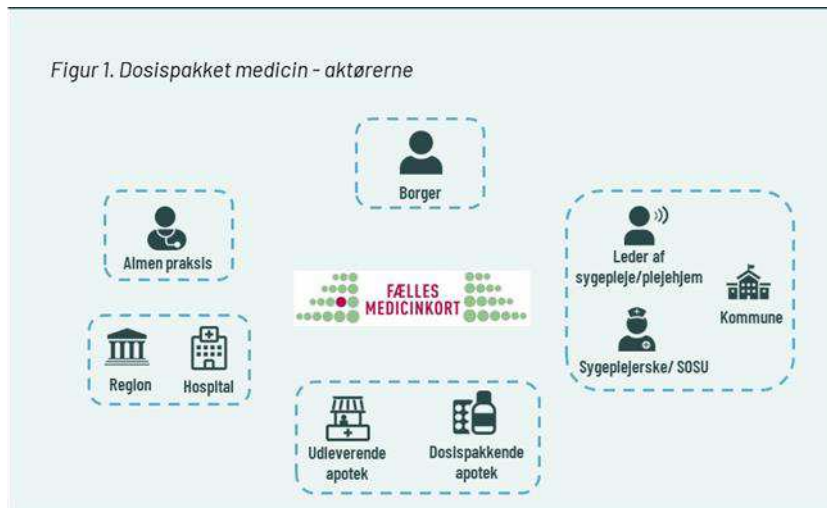 Figur 1. Dosispakket medicin - aktørerne
Borger
Almen praksis
Leder af
sygepleje/plejehjem
Kommune
Sygeplejerske/ SOSU
FÆLLES
MEDICINKORT
Region
Hospital
Udleverende
apotek
Dosispakkende
apotek